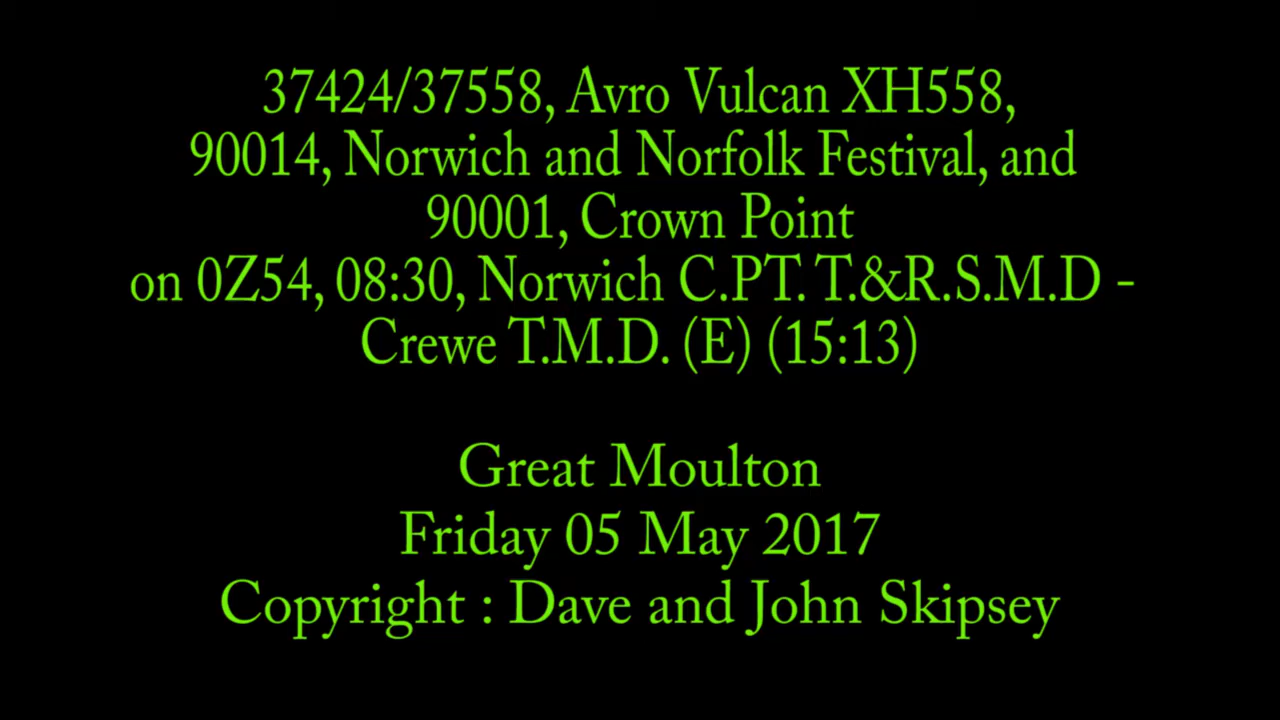 37424/37558, Avro Vulcan XH558,
90014, Norwich and Norfolk Festival, and
90001, Crown Point
on 0Z54, 08:30, Norwich C.PT. T.&R.S.M.D -
Crewe T.M.D. (E) (15:13)
Great Moulton
Friday 05 May 2017
Copyright : Dave and John Skipsey